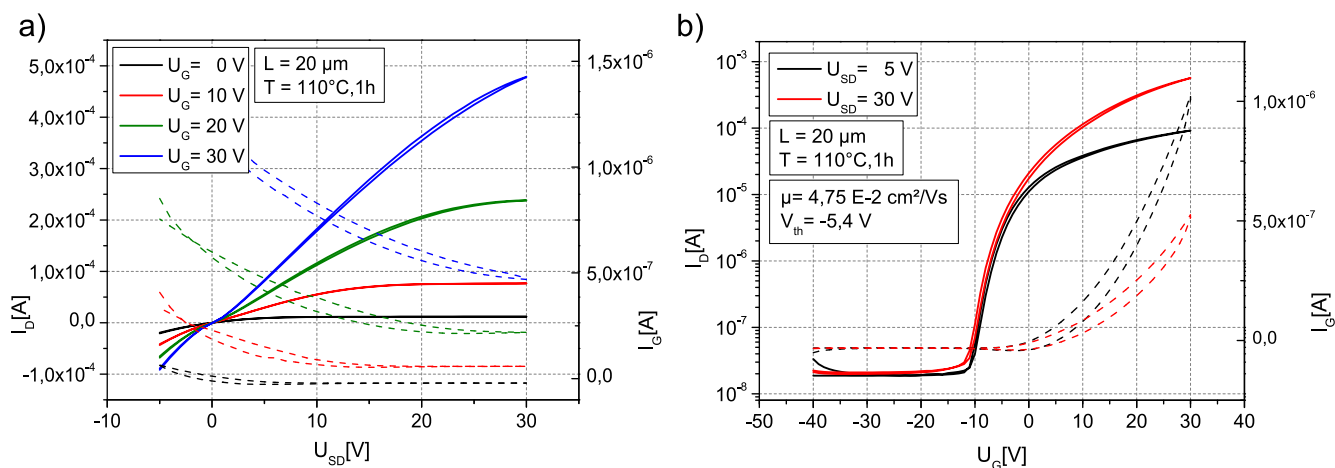 a)
U_G= 0 V
U_G= 10 V
U_G= 20 V
U_G= 30 V
L = 20 µm
T = 110°C,1h
5,0x10⁻⁴
4,0x10⁻⁴
3,0x10⁻⁴
2,0x10⁻⁴
1,0x10⁻⁴
0,0
-1,0x10⁻⁴
I_D[A]
1,5x10⁻⁶
1,0x10⁻⁶
5,0x10⁻⁷
0,0
I_G[A]
0 10 20 30
U_SD[V]
b)
U_SD= 5 V
U_SD= 30 V
L = 20 µm
T = 110°C,1h
µ= 4,75 E-2 cm²/Vs
V_th= -5,4 V
10⁻³
10⁻⁴
10⁻⁵
10⁻⁶
10⁻⁷
10⁻⁸
I_D[A]
1,0x10⁻⁶
5,0x10⁻⁷
0,0
I_G[A]
-50 -40 -30 -20 -10 0 10 20 30 40
U_G[V]